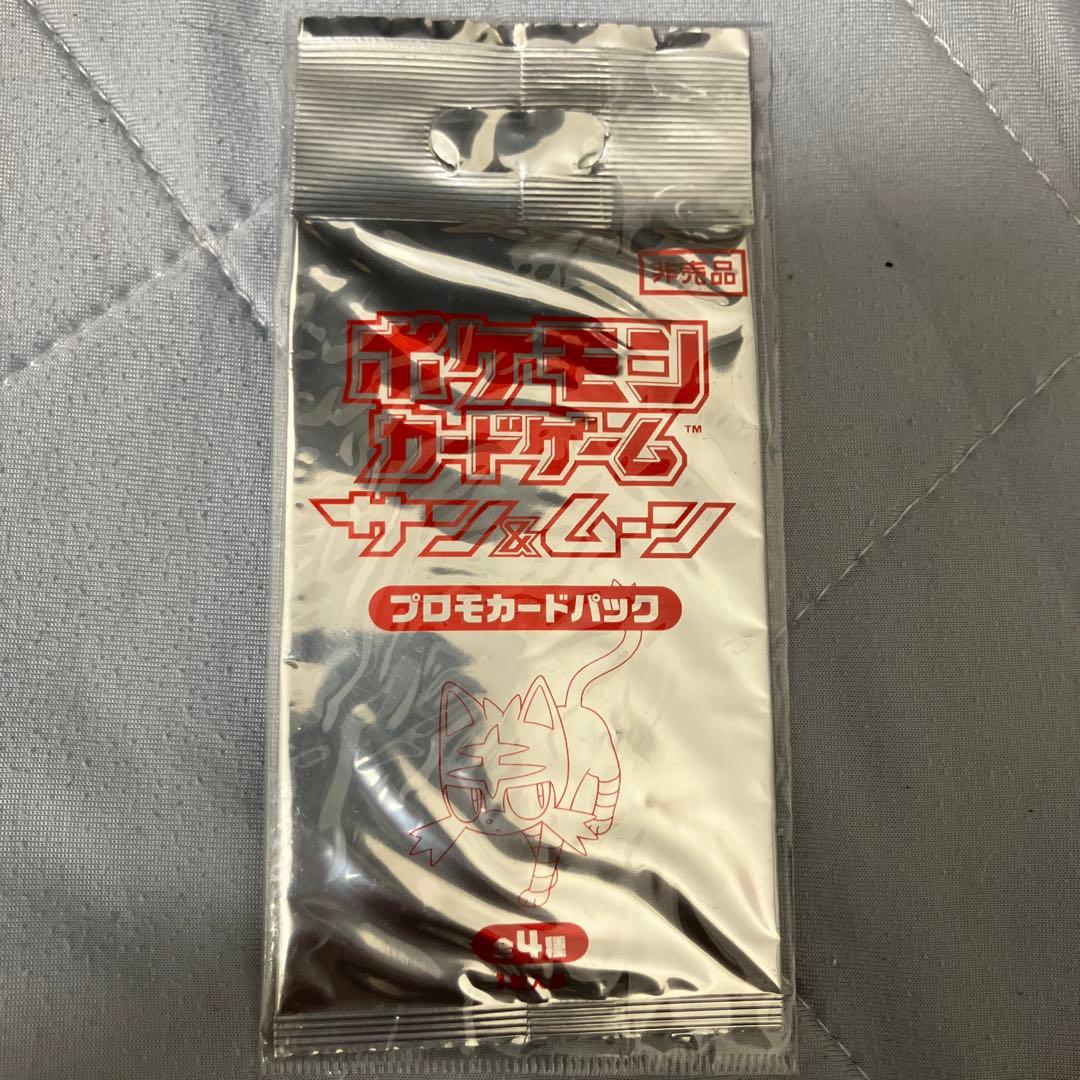 非売品
ポケモン
カードゲーム™
サン&ムーン
プロモカードパック
全4種